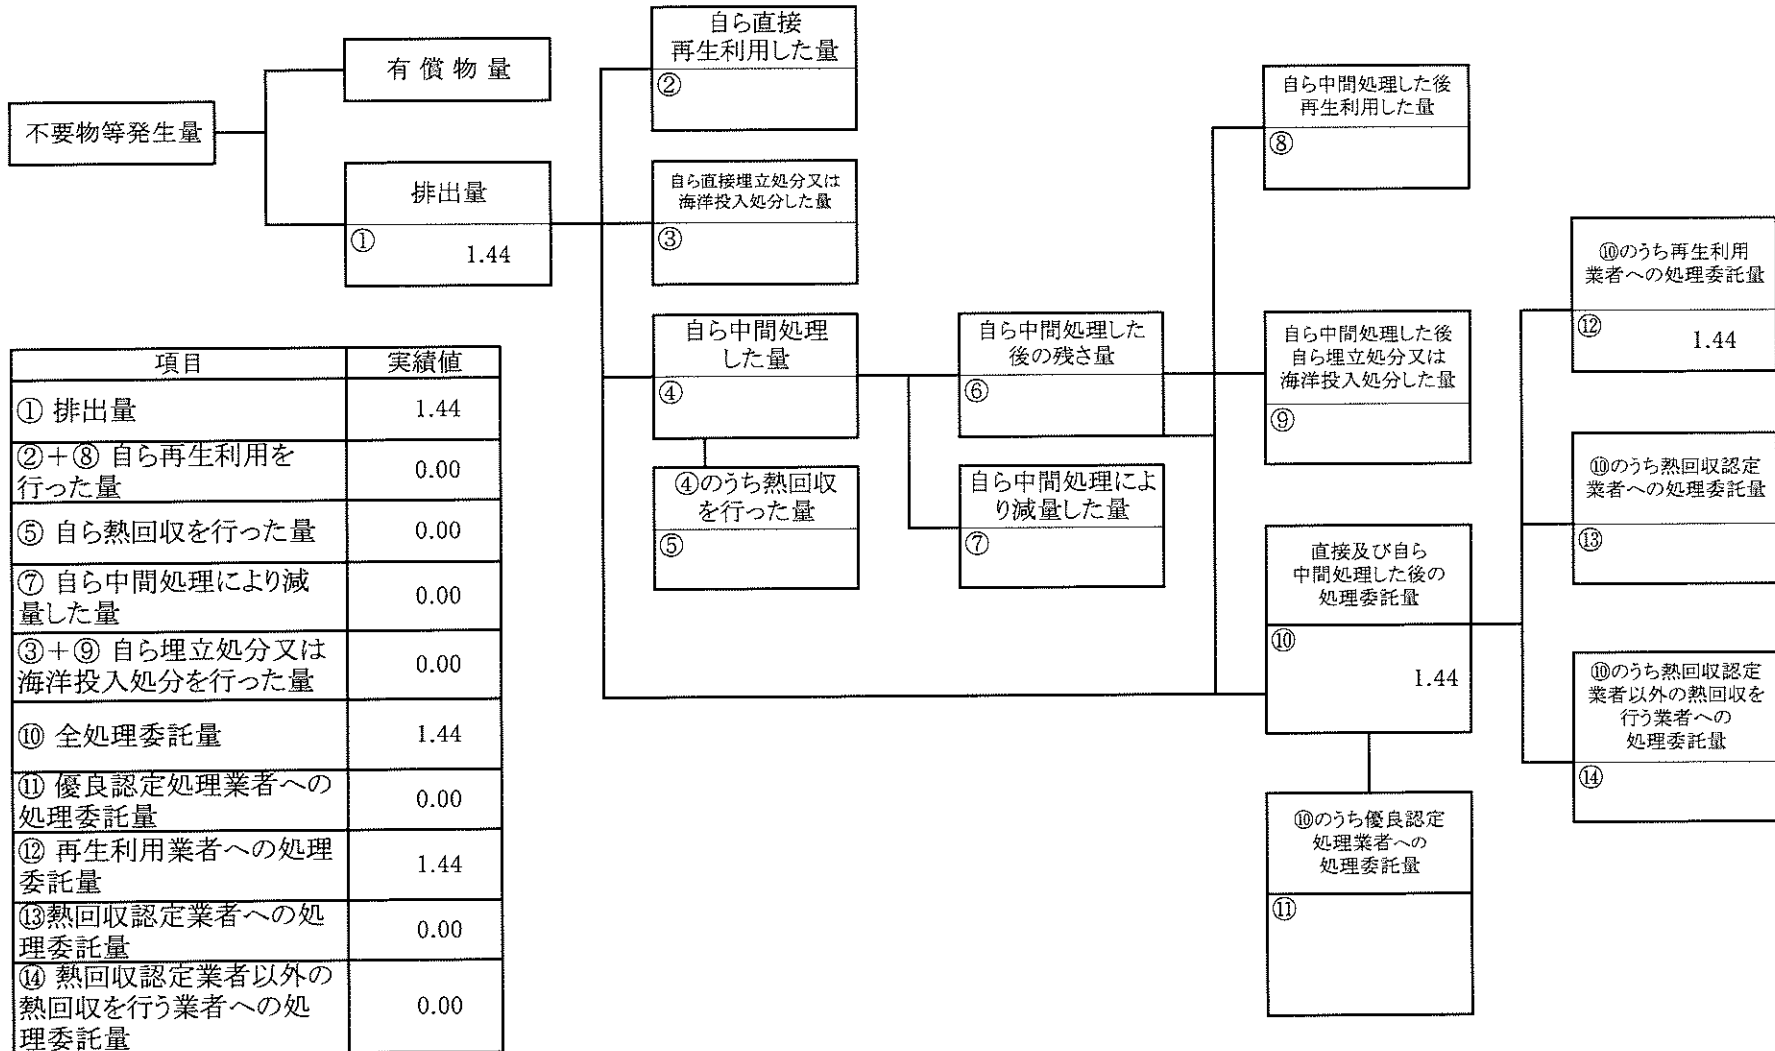 不要物等発生量
有償物量
排出量
①
1.44
自ら直接
再生利用した量
②
自ら直接埋立処分又は
海洋投入処分した量
③
自ら中間処理
した量
④
④のうち熱回収
を行った量
⑤
自ら中間処理した
後の残さ量
⑥
自ら中間処理によ
り減量した量
⑦
自ら中間処理した後
再生利用した量
⑧
自ら中間処理した後
自ら埋立処分又は
海洋投入処分した量
⑨
直接及び自ら
中間処理した後の
処理委託量
⑩
1.44
⑩のうち優良認定
処理業者への
処理委託量
⑪
⑩のうち再生利用
業者への処理委託量
⑫
1.44
⑩のうち熱回収認定
業者への処理委託量
⑬
⑩のうち熱回収認定
業者以外の熱回収を
行う業者への
処理委託量
⑭
項目 実績値
① 排出量 1.44
②+⑧ 自ら再生利用を
行った量 0.00
⑤ 自ら熱回収を行った量 0.00
⑦ 自ら中間処理により減
量した量 0.00
③+⑨ 自ら埋立処分又は
海洋投入処分を行った量 0.00
⑩ 全処理委託量 1.44
⑪ 優良認定処理業者への
処理委託量 0.00
⑫ 再生利用業者への処理
委託量 1.44
⑬熱回収認定業者への処
理委託量 0.00
⑭ 熱回収認定業者以外の
熱回収を行う業者への処
理委託量 0.00